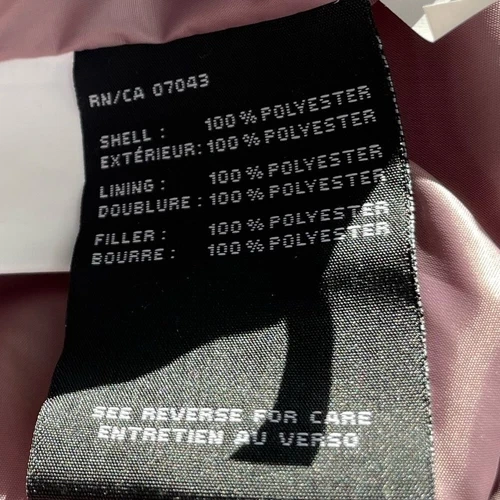 RN/CA 07043
SHELL : 100 % POLYESTER
EXTÉRIEUR: 100 % POLYESTER
LINING : 100 % POLYESTER
DOUBLURE : 100 % POLYESTER
FILLER : 100 % POLYESTER
BOURRE : 100 % POLYESTER
SEE REVERSE FOR CARE
ENTRETIEN AU VERSO